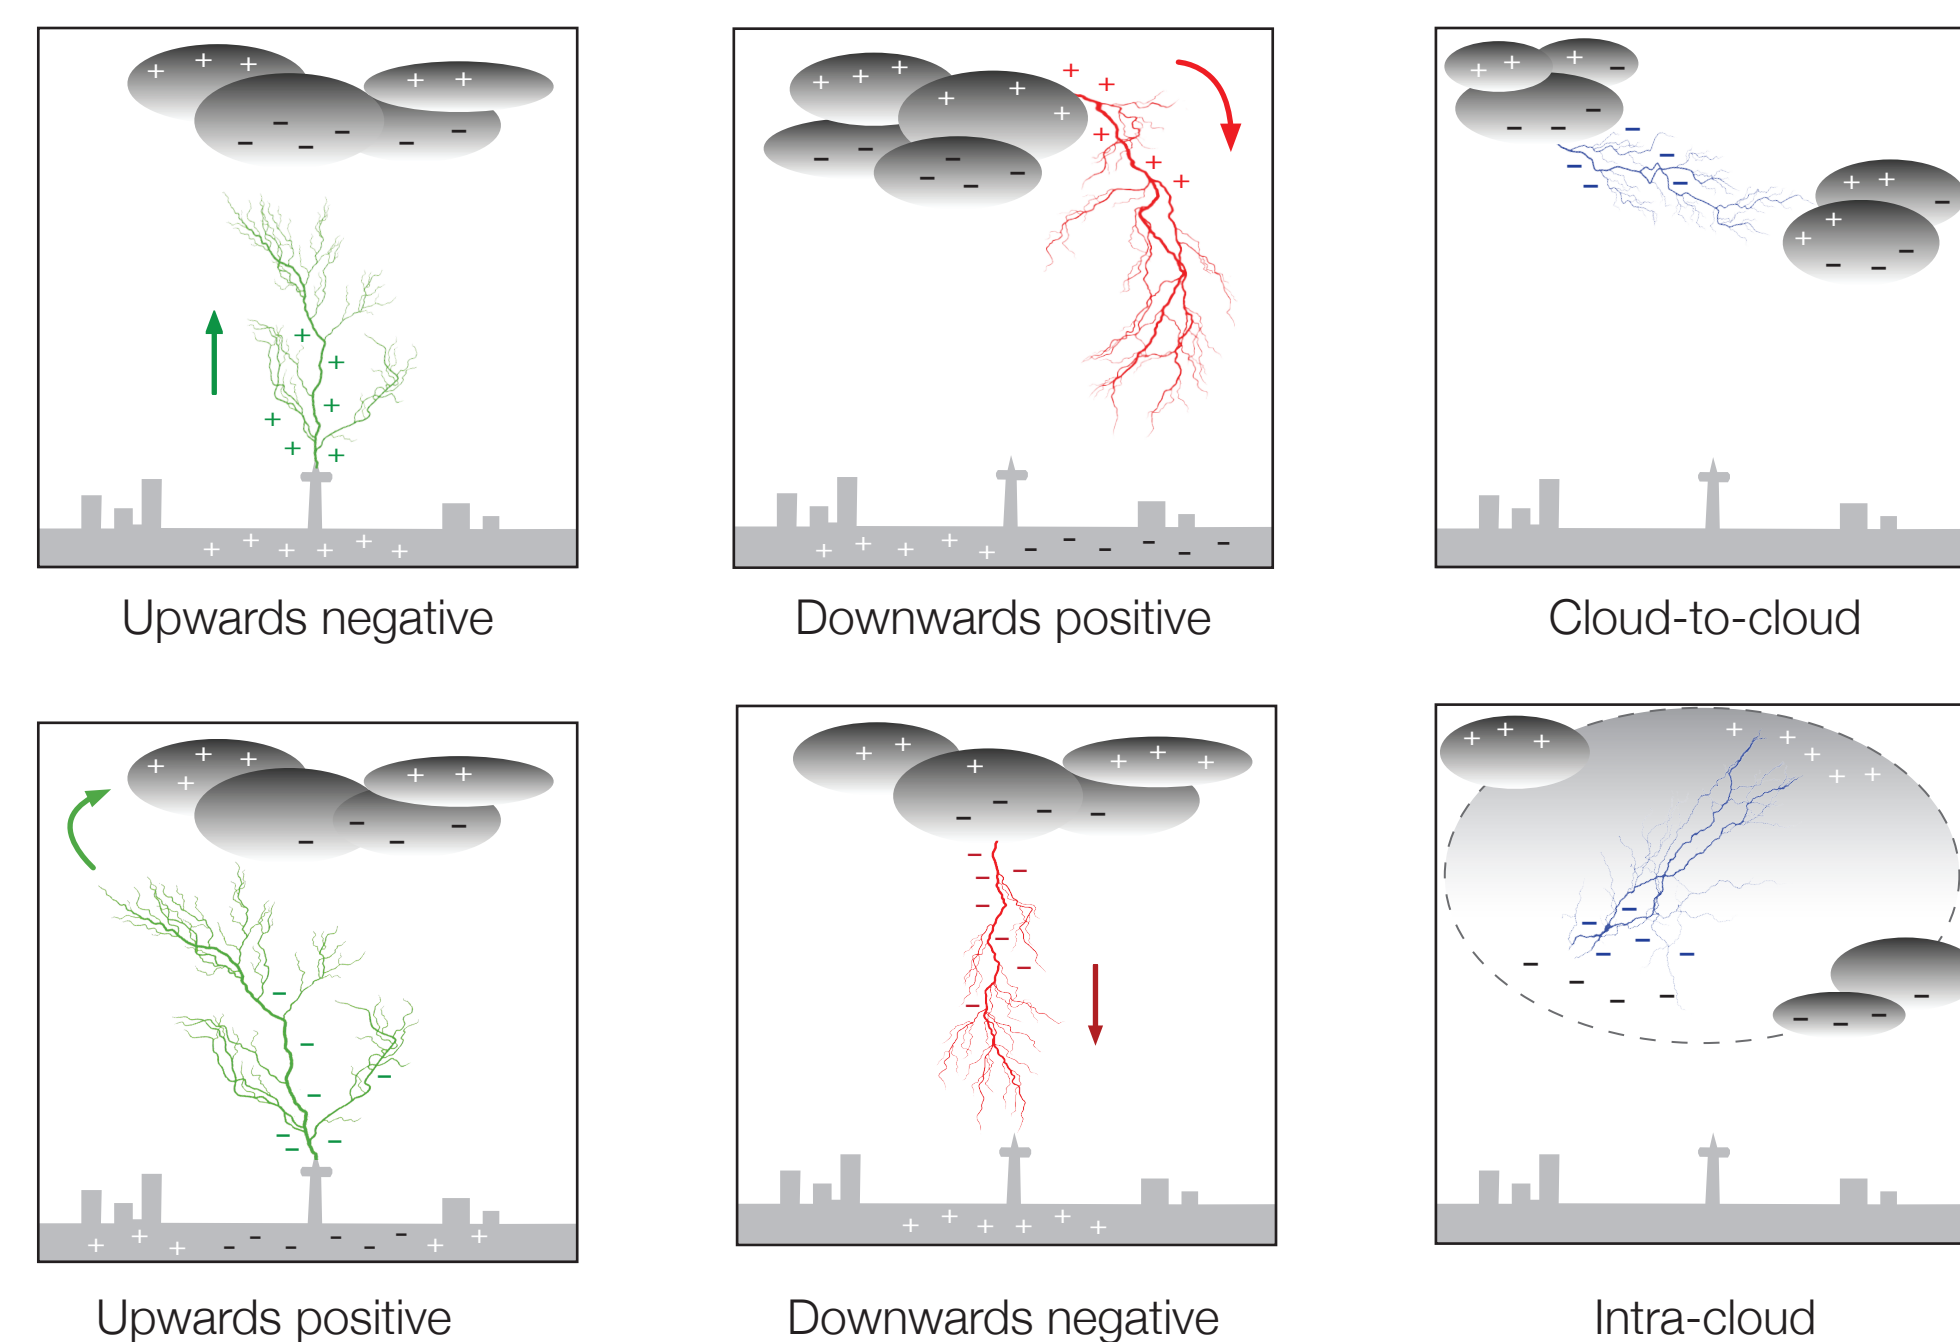 Upwards negative
Downwards positive
Cloud-to-cloud
Upwards positive
Downwards negative
Intra-cloud